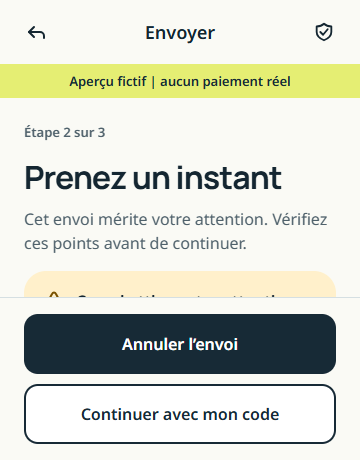 Envoyer
Aperçu fictif | aucun paiement réel
Étape 2 sur 3
Prenez un instant
Cet envoi mérite votre attention. Vérifiez
ces points avant de continuer.
Annuler l’envoi
Continuer avec mon code